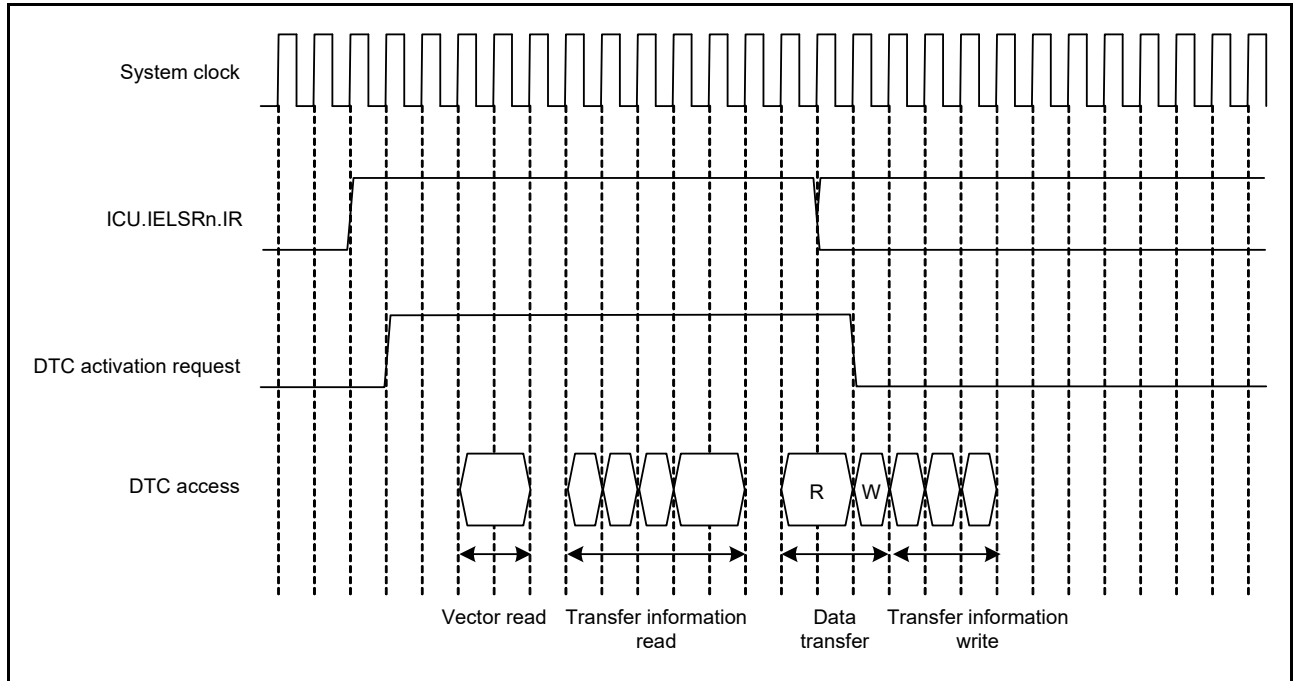 System clock
ICU.IELSRn.IR
DTC activation request
DTC access
R
W
Vector read
Transfer information
read
Data
transfer
Transfer information
write